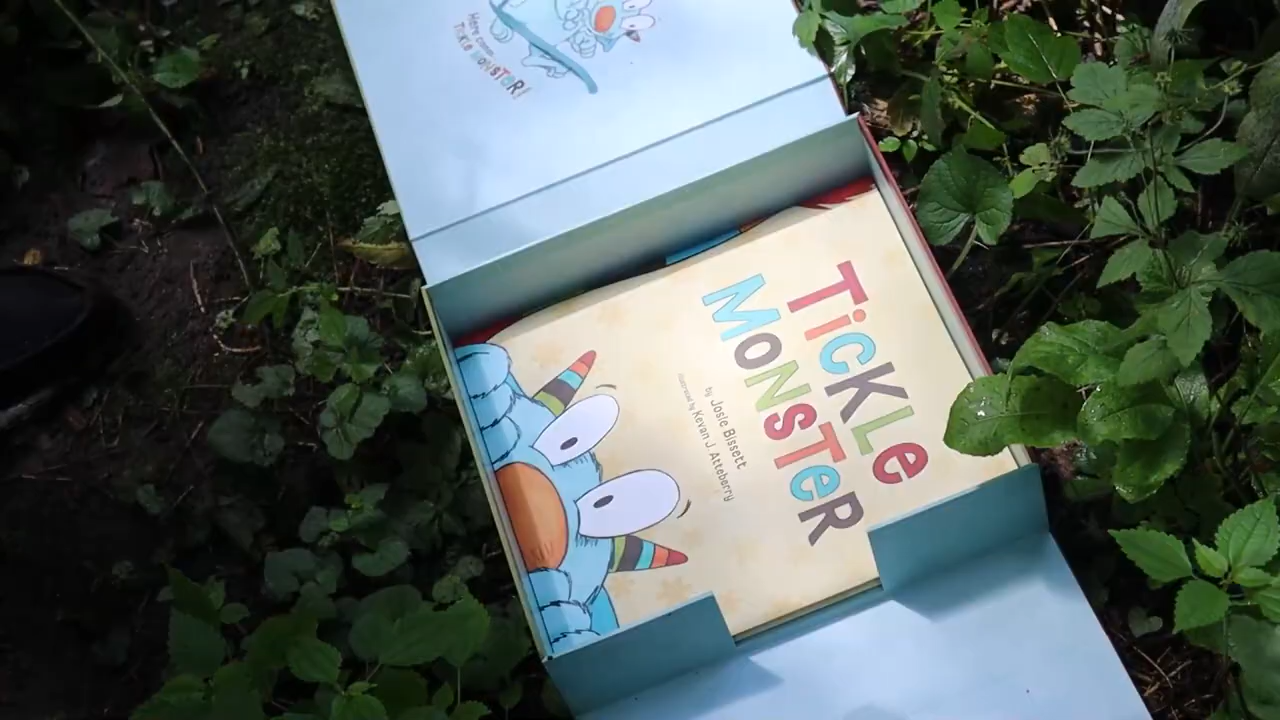 Here comes
TICKLE MONSTER!
TICKLE
MONSTER
by Josie Bissett
illustrated by Kevan J. Atteberry